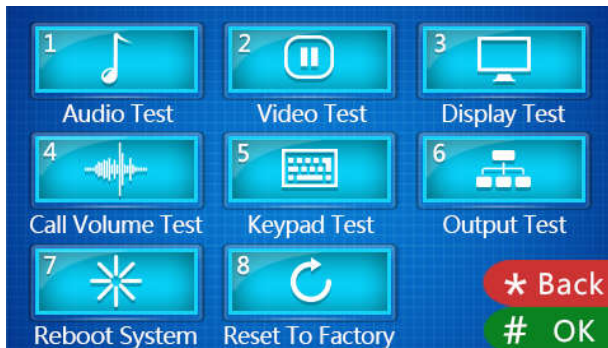 1 2 3
Audio Test Video Test Display Test
4 5 6
Call Volume Test Keypad Test Output Test
7 8
* Back
Reboot System Reset To Factory # OK